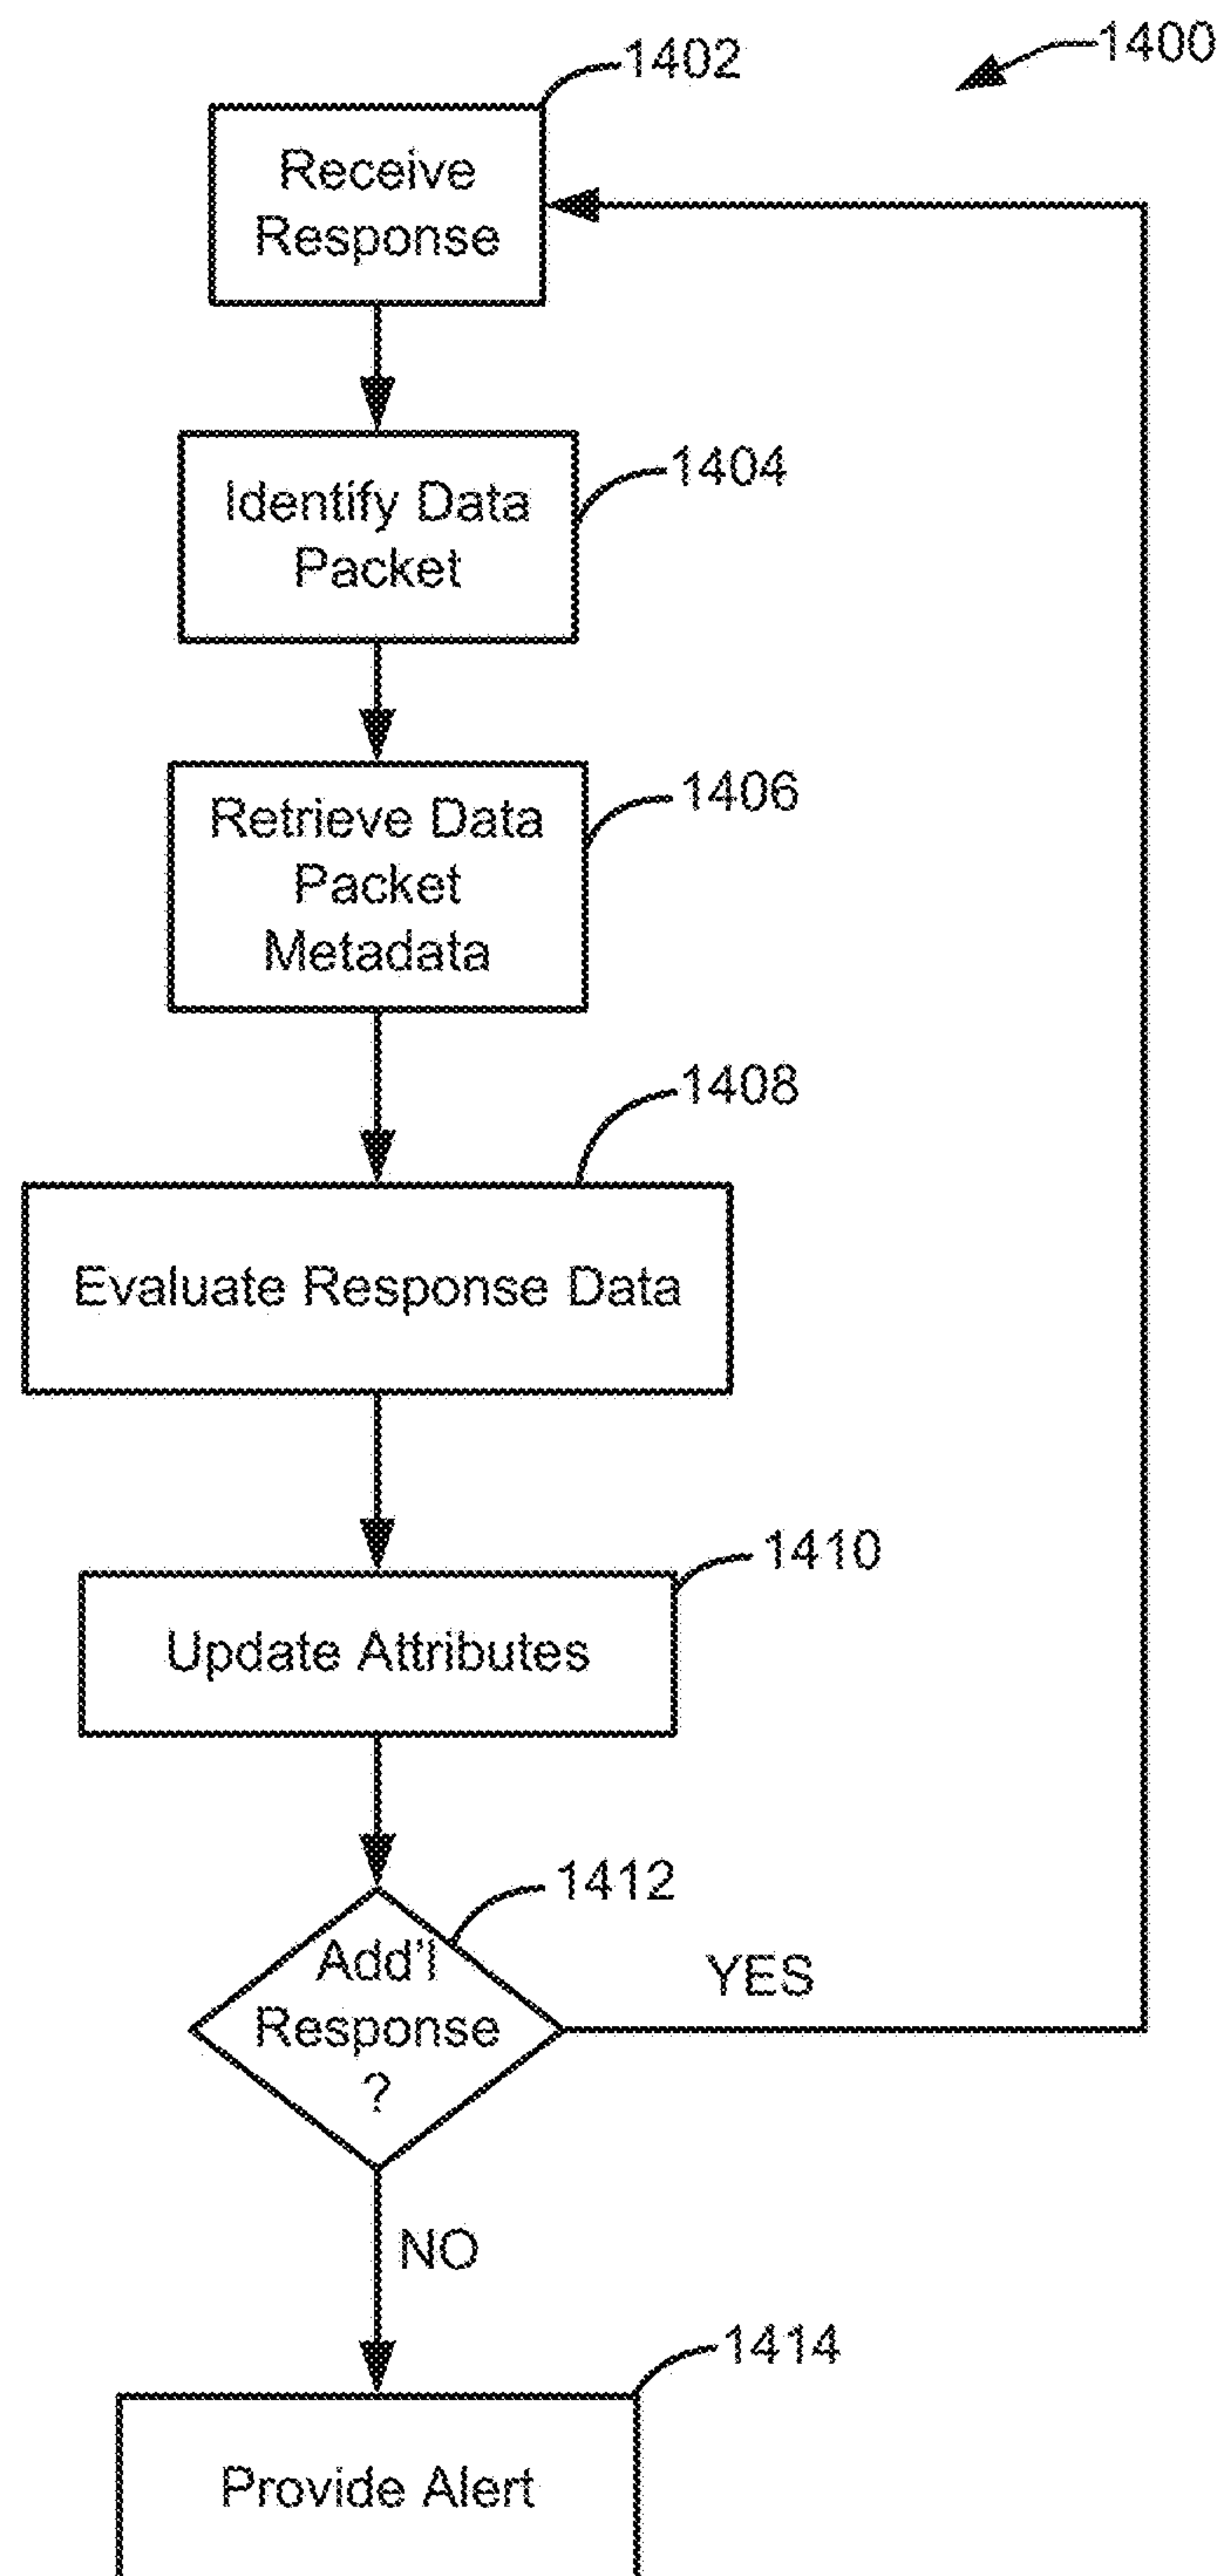 1400
1402
Receive
Response
1404
Identify Data
Packet
1406
Retrieve Data
Packet
Metadata
1408
Evaluate Response Data
1410
Update Attributes
1412
Add'l
Response
?
YES
NO
1414
Provide Alert